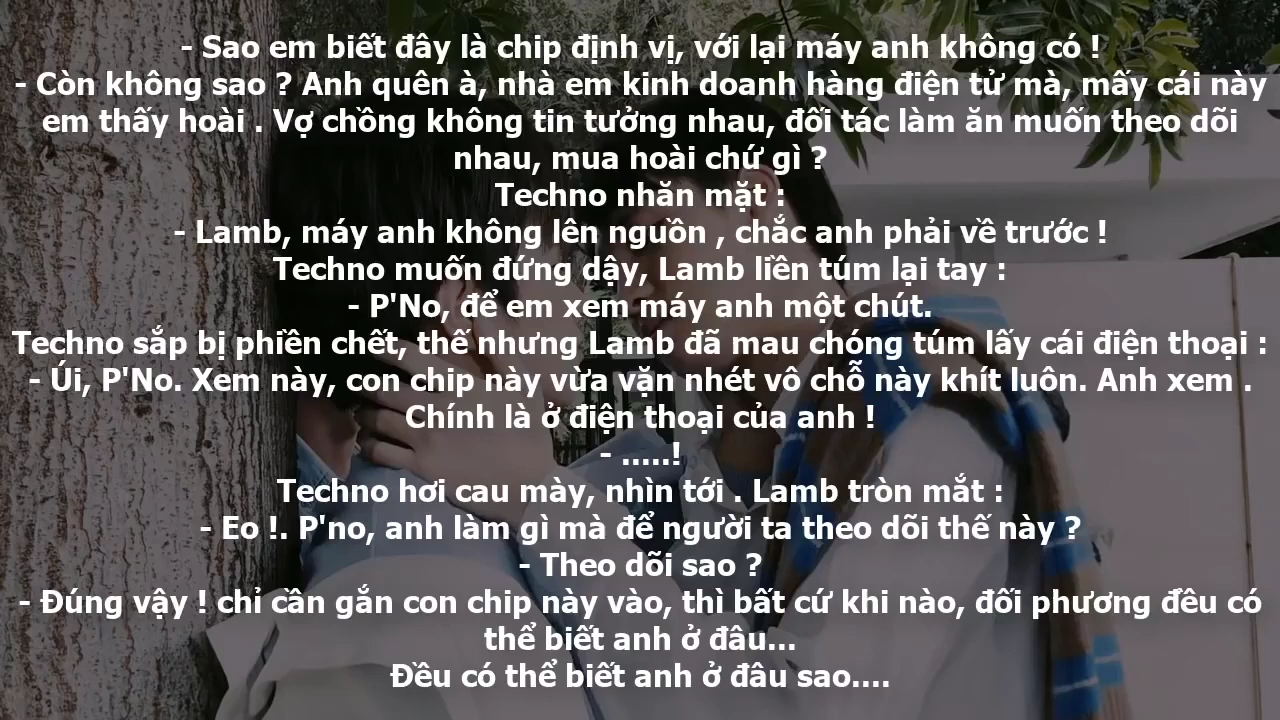 - Sao em biết đây là chip định vị, với lại máy anh không có !
- Còn không sao ? Anh quên à, nhà em kinh doanh hàng điện tử mà, mấy cái này
em thấy hoài . Vợ chồng không tin tưởng nhau, đối tác làm ăn muốn theo dõi
nhau, mua hoài chứ gì ?
Techno nhăn mặt :
- Lamb, máy anh không lên nguồn , chắc anh phải về trước !
Techno muốn đứng dậy, Lamb liền túm lại tay :
- P'No, để em xem máy anh một chút.
Techno sắp bị phiền chết, thế nhưng Lamb đã mau chóng túm lấy cái điện thoại :
- Úi, P'No. Xem này, con chip này vừa vặn nhét vô chỗ này khít luôn. Anh xem .
Chính là ở điện thoại của anh !
- .....!
Techno hơi cau mày, nhìn tới . Lamb tròn mắt :
- Eo !. P'no, anh làm gì mà để người ta theo dõi thế này ?
- Theo dõi sao ?
- Đúng vậy ! chỉ cần gắn con chip này vào, thì bất cứ khi nào, đối phương đều có
thể biết anh ở đâu...
Đều có thể biết anh ở đâu sao....